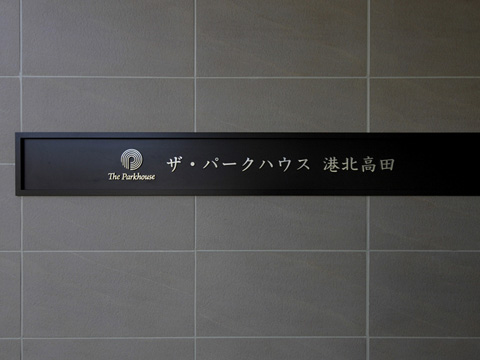 ザ・パークハウス 港北高田
The Parkhouse